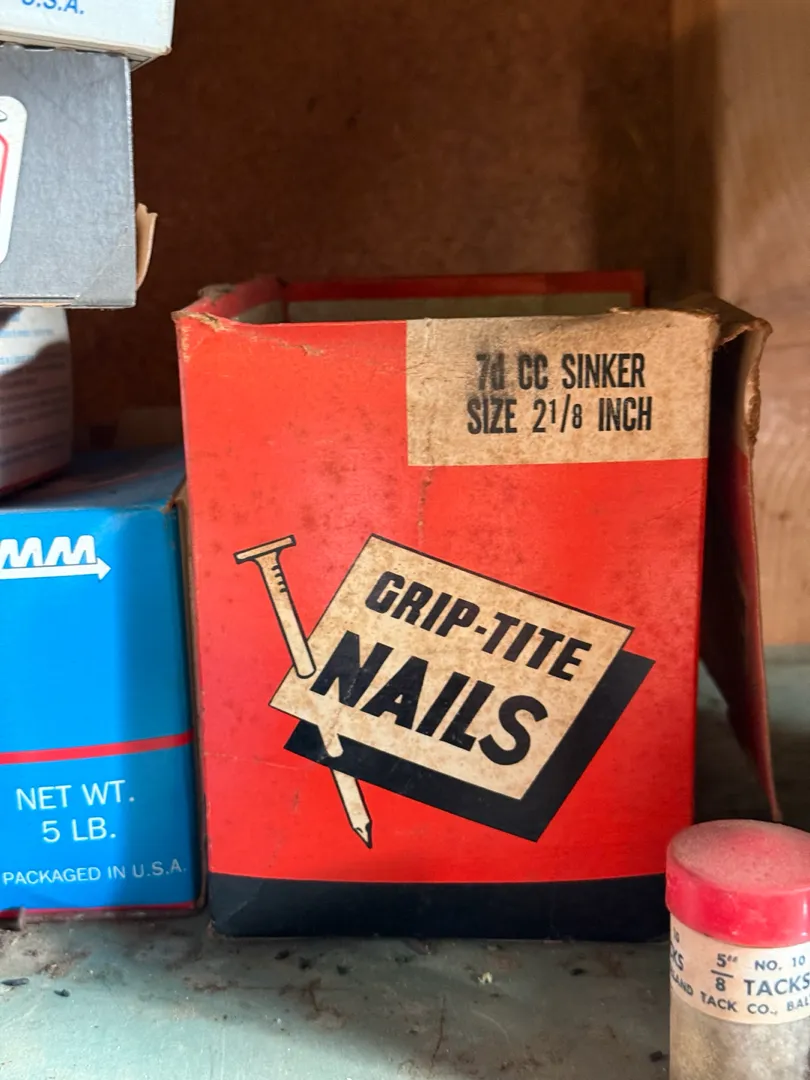 U.S.A.
7d CC SINKER
SIZE 2 1/8 INCH
GRIP-TITE
NAILS
NET WT.
5 LB.
PACKAGED IN U.S.A.
5"
8
NO. 10
TACKS
TACK CO.,